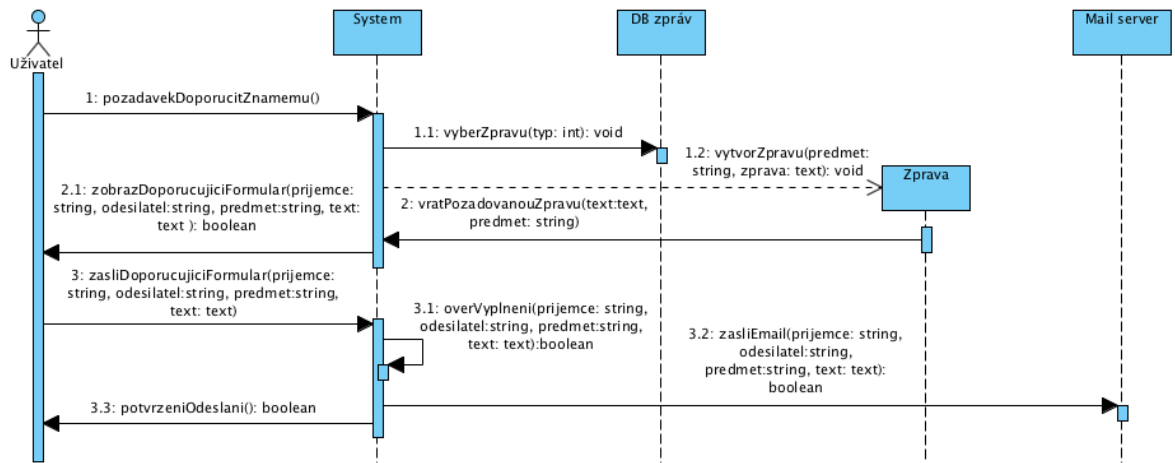 System
DB zpráv
Mail server
Uživatel
1: pozadavekDoporucitZnamemu()
1.1: vyberZpravu(typ: int): void
1.2: vytvorZpravu(predmet:
string, zprava: text): void
Zprava
2.1: zobrazDoporucujiciFormular(prijemce:
string, odesilatel:string, predmet:string, text:
text ): boolean
2: vratPozadovanouZpravu(text:text,
predmet: string)
3: zasliDoporucujiciFormular(prijemce:
string, odesilatel:string, predmet:string,
text: text)
3.1: overVyplneni(prijemce: string,
odesilatel:string, predmet:string,
text: text):boolean
3.2: zasliEmail(prijemce: string,
odesilatel:string,
predmet:string, text: text):
boolean
3.3: potvrzeniOdeslani(): boolean